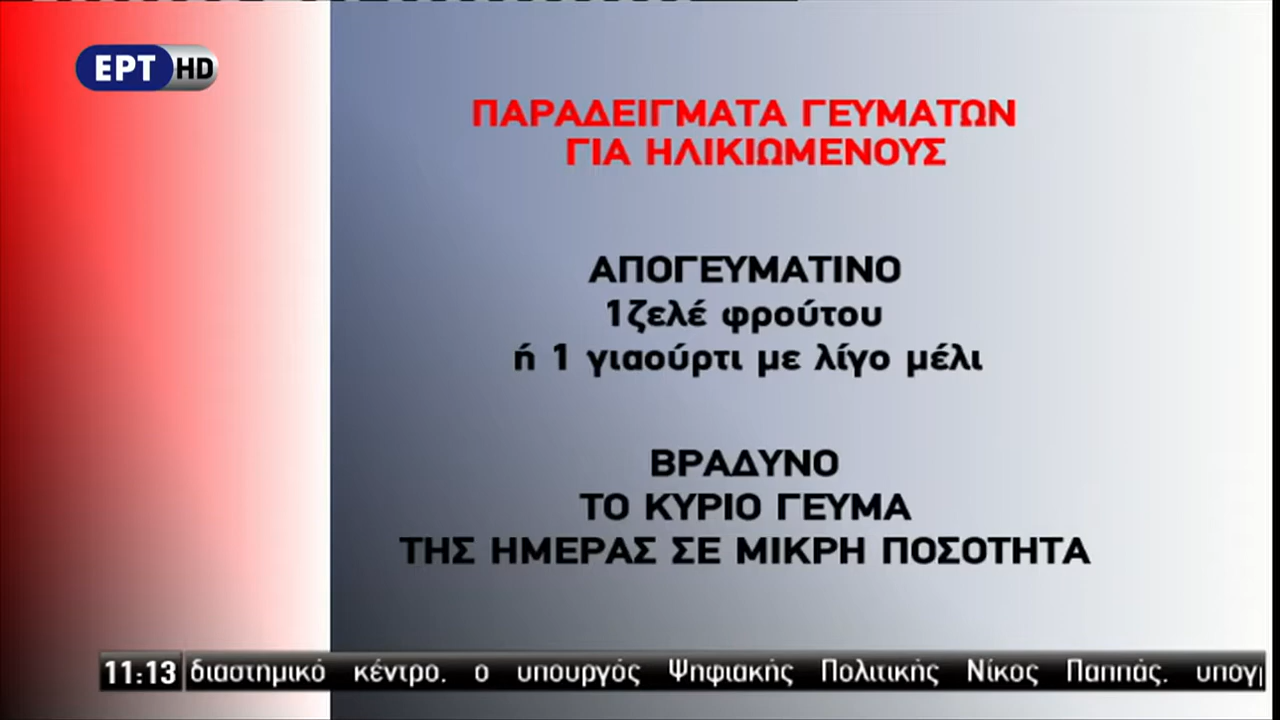 ΕΡΤ HD
ΠΑΡΑΔΕΙΓΜΑΤΑ ΓΕΥΜΑΤΩΝ
ΓΙΑ ΗΛΙΚΙΩΜΕΝΟΥΣ
ΑΠΟΓΕΥΜΑΤΙΝΟ
1ζελέ φρούτου
ή 1 γιαούρτι με λίγο μέλι
ΒΡΑΔΥΝΟ
ΤΟ ΚΥΡΙΟ ΓΕΥΜΑ
ΤΗΣ ΗΜΕΡΑΣ ΣΕ ΜΙΚΡΗ ΠΟΣΟΤΗΤΑ
11:13 διαστημικό κέντρο. ο υπουργός Ψηφιακής Πολιτικής Νίκος Παππάς.